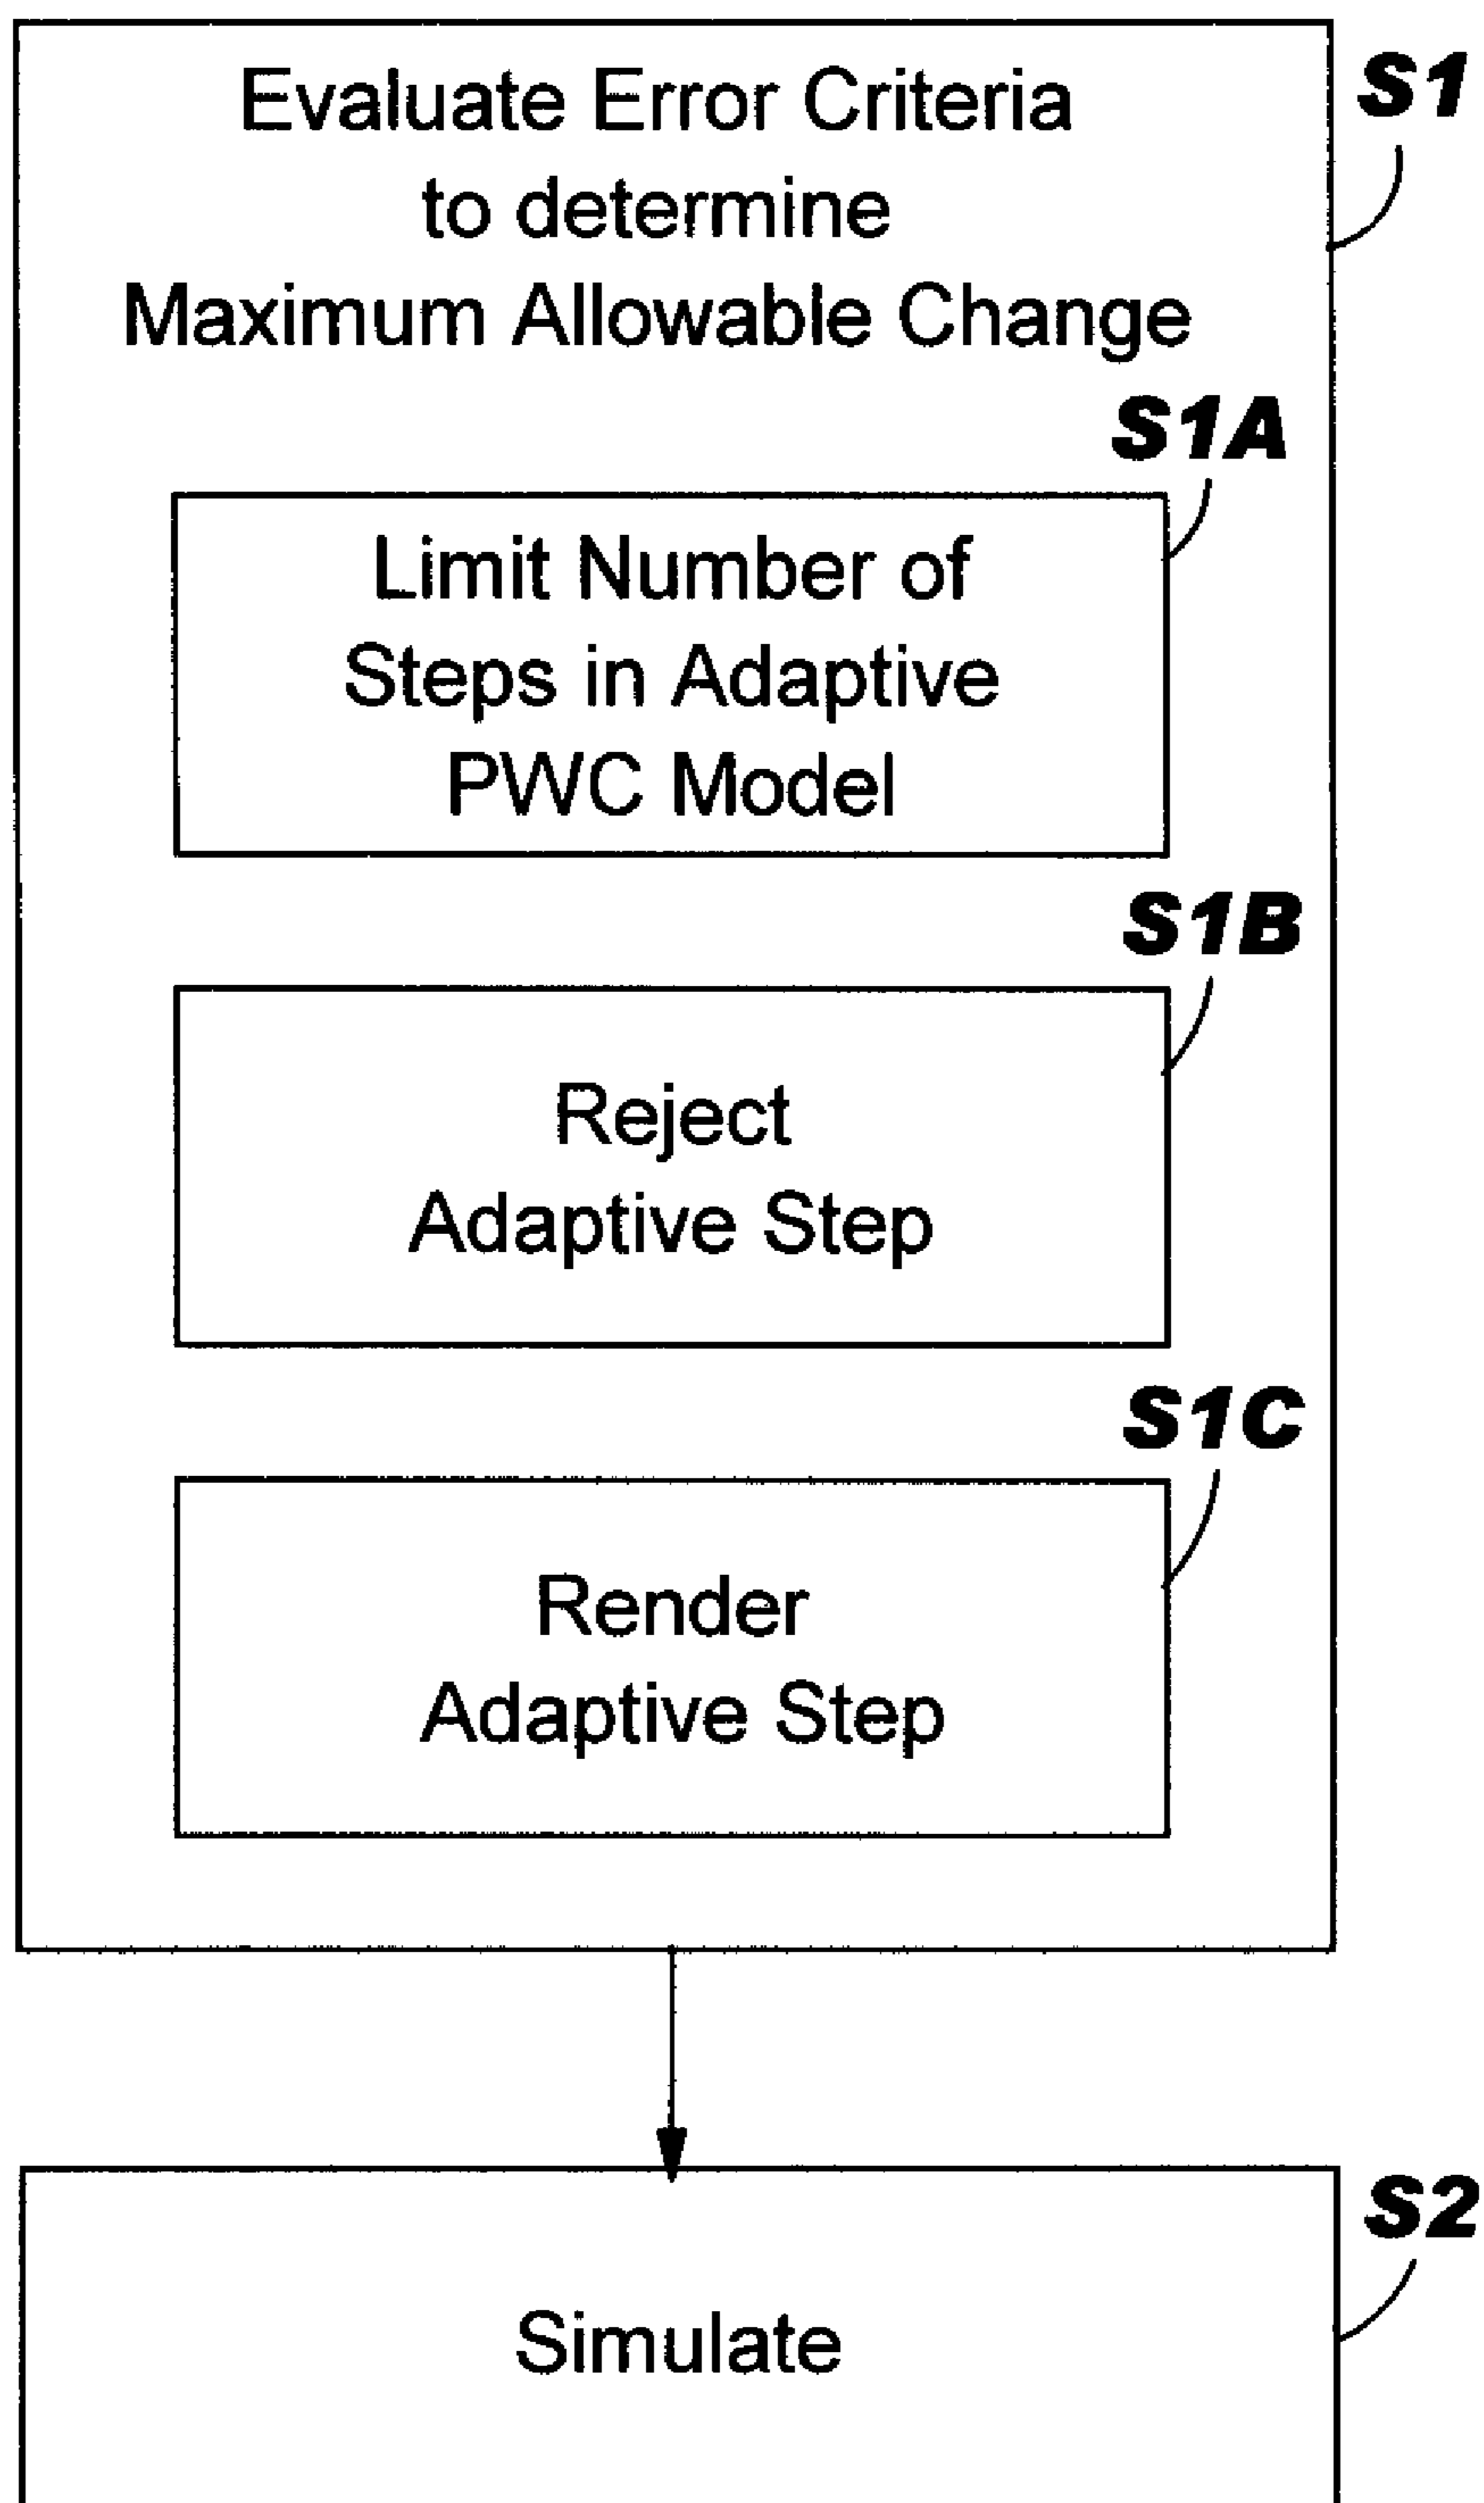 Evaluate Error Criteria
to determine
Maximum Allowable Change
S1
S1A
Limit Number of
Steps in Adaptive
PWC Model
S1B
Reject
Adaptive Step
S1C
Render
Adaptive Step
S2
Simulate